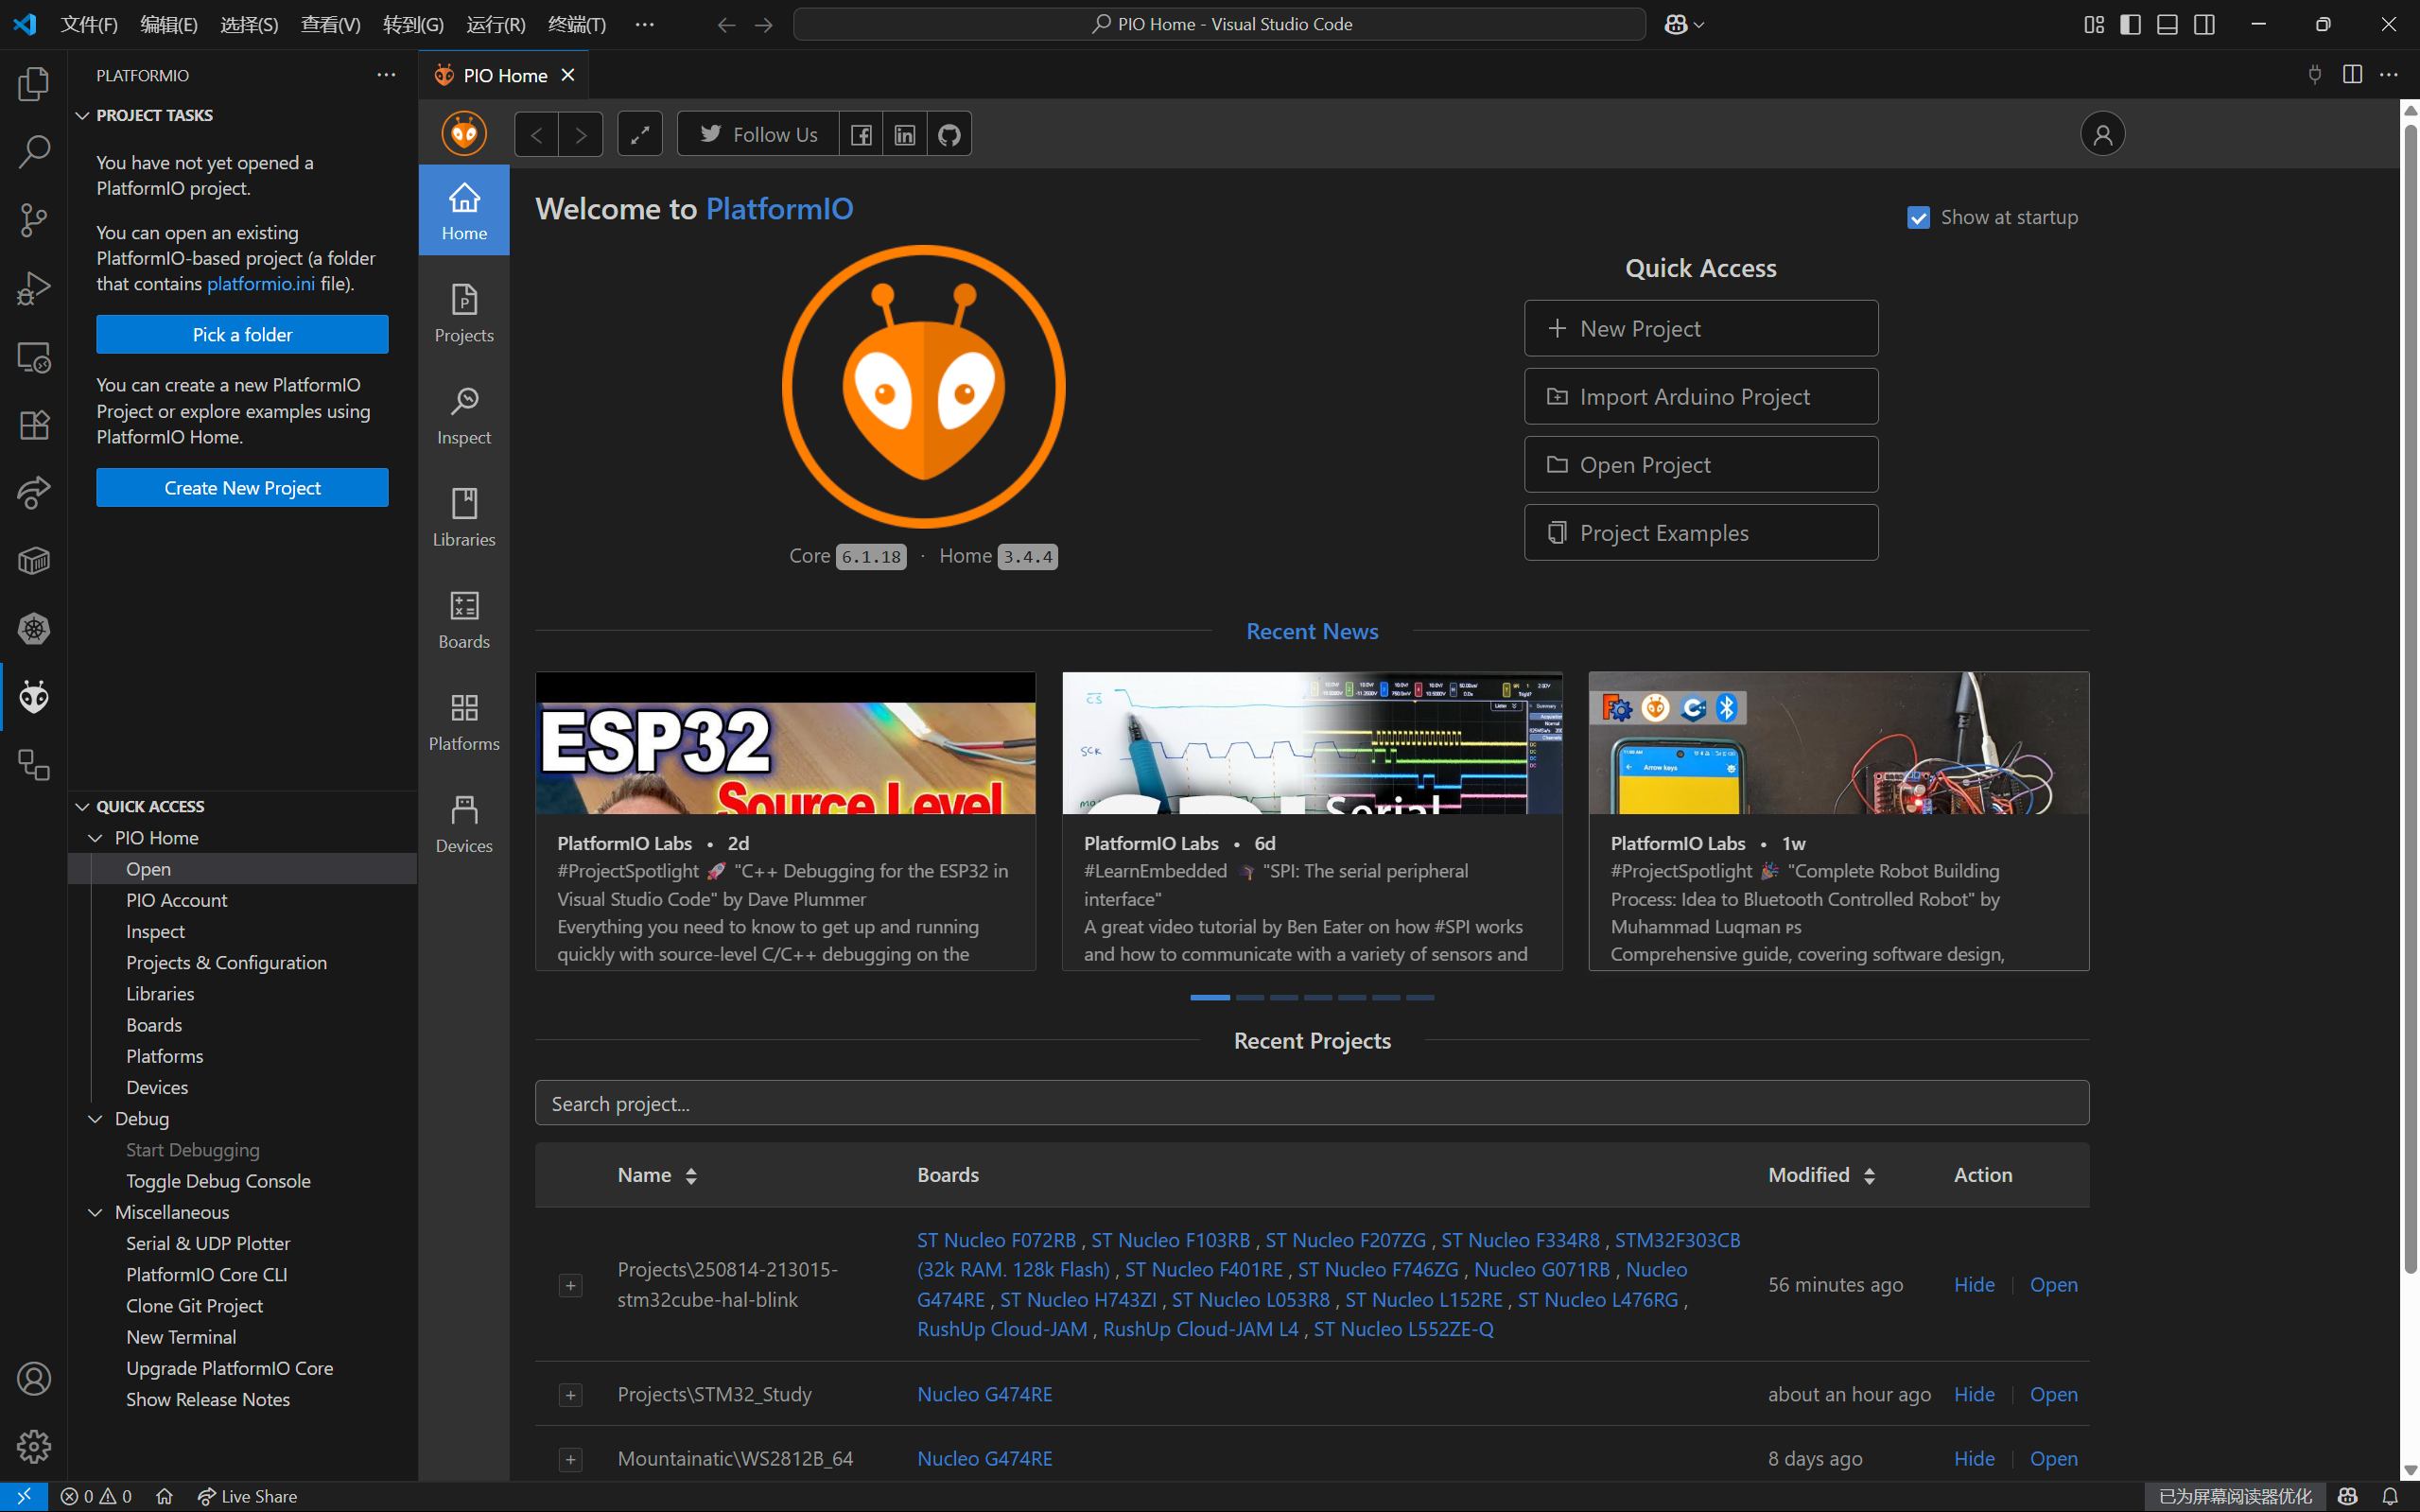 文件(F) 编辑(E) 选择(S) 查看(V) 转到(G) 运行(R) 终端(T) ···
PIO Home - Visual Studio Code
PLATFORMIO
PROJECT TASKS
You have not yet opened a
PlatformIO project.
You can open an existing
PlatformIO-based project (a folder
that contains platformio.ini file).
Pick a folder
You can create a new PlatformIO
Project or explore examples using
PlatformIO Home.
Create New Project
QUICK ACCESS
PIO Home
Open
PIO Account
Inspect
Projects & Configuration
Libraries
Boards
Platforms
Devices
Debug
Start Debugging
Toggle Debug Console
Miscellaneous
Serial & UDP Plotter
PlatformIO Core CLI
Clone Git Project
New Terminal
Upgrade PlatformIO Core
Show Release Notes
PIO Home
Follow Us
Home
Projects
Inspect
Libraries
Boards
Platforms
Devices
Welcome to PlatformIO
Show at startup
Core 6.1.18 · Home 3.4.4
Quick Access
New Project
Import Arduino Project
Open Project
Project Examples
Recent News
ESP32
Source Level
PlatformIO Labs • 2d
#ProjectSpotlight 🚀 "C++ Debugging for the ESP32 in
Visual Studio Code" by Dave Plummer
Everything you need to know to get up and running
quickly with source-level C/C++ debugging on the
CS
SCK
Serial
PlatformIO Labs • 6d
#LearnEmbedded "SPI: The serial peripheral
interface"
A great video tutorial by Ben Eater on how #SPI works
and how to communicate with a variety of sensors and
Arrow keys
PlatformIO Labs • 1w
#ProjectSpotlight 🎉 "Complete Robot Building
Process: Idea to Bluetooth Controlled Robot" by
Muhammad Luqman ᴘs
Comprehensive guide, covering software design,
Recent Projects
Search project...
Name Boards Modified Action
Projects\250814-213015-
stm32cube-hal-blink
ST Nucleo F072RB , ST Nucleo F103RB , ST Nucleo F207ZG , ST Nucleo F334R8 , STM32F303CB
(32k RAM. 128k Flash) , ST Nucleo F401RE , ST Nucleo F746ZG , Nucleo G071RB , Nucleo
G474RE , ST Nucleo H743ZI , ST Nucleo L053R8 , ST Nucleo L152RE , ST Nucleo L476RG ,
RushUp Cloud-JAM , RushUp Cloud-JAM L4 , ST Nucleo L552ZE-Q
56 minutes ago Hide Open
Projects\STM32_Study Nucleo G474RE about an hour ago Hide Open
Mountainatic\WS2812B_64 Nucleo G474RE 8 days ago Hide Open
0 0 Live Share
已为屏幕阅读器优化